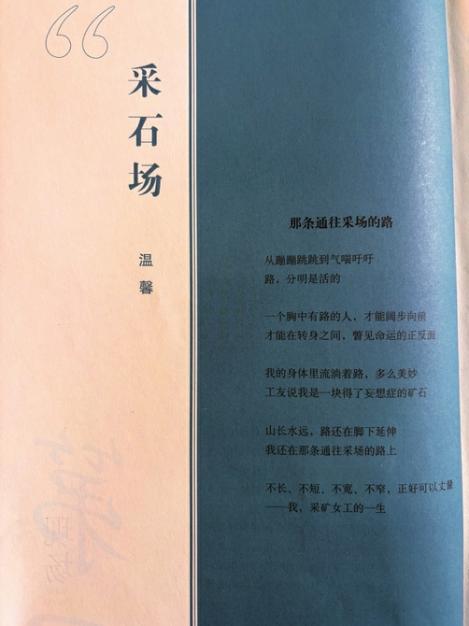 采石场
温馨
那条通往采场的路
从蹦蹦跳跳到气喘吁吁
路，分明是活的
一个胸中有路的人，才能阔步向前
才能在转身之间，瞥见命运的正反面
我的身体里流淌着路，多么美妙
工友说我是一块得了妄想症的矿石
山长水远，路还在脚下延伸
我还在那条通往采场的路上
不长、不短、不宽、不窄，正好可以丈量
——我，采矿女工的一生